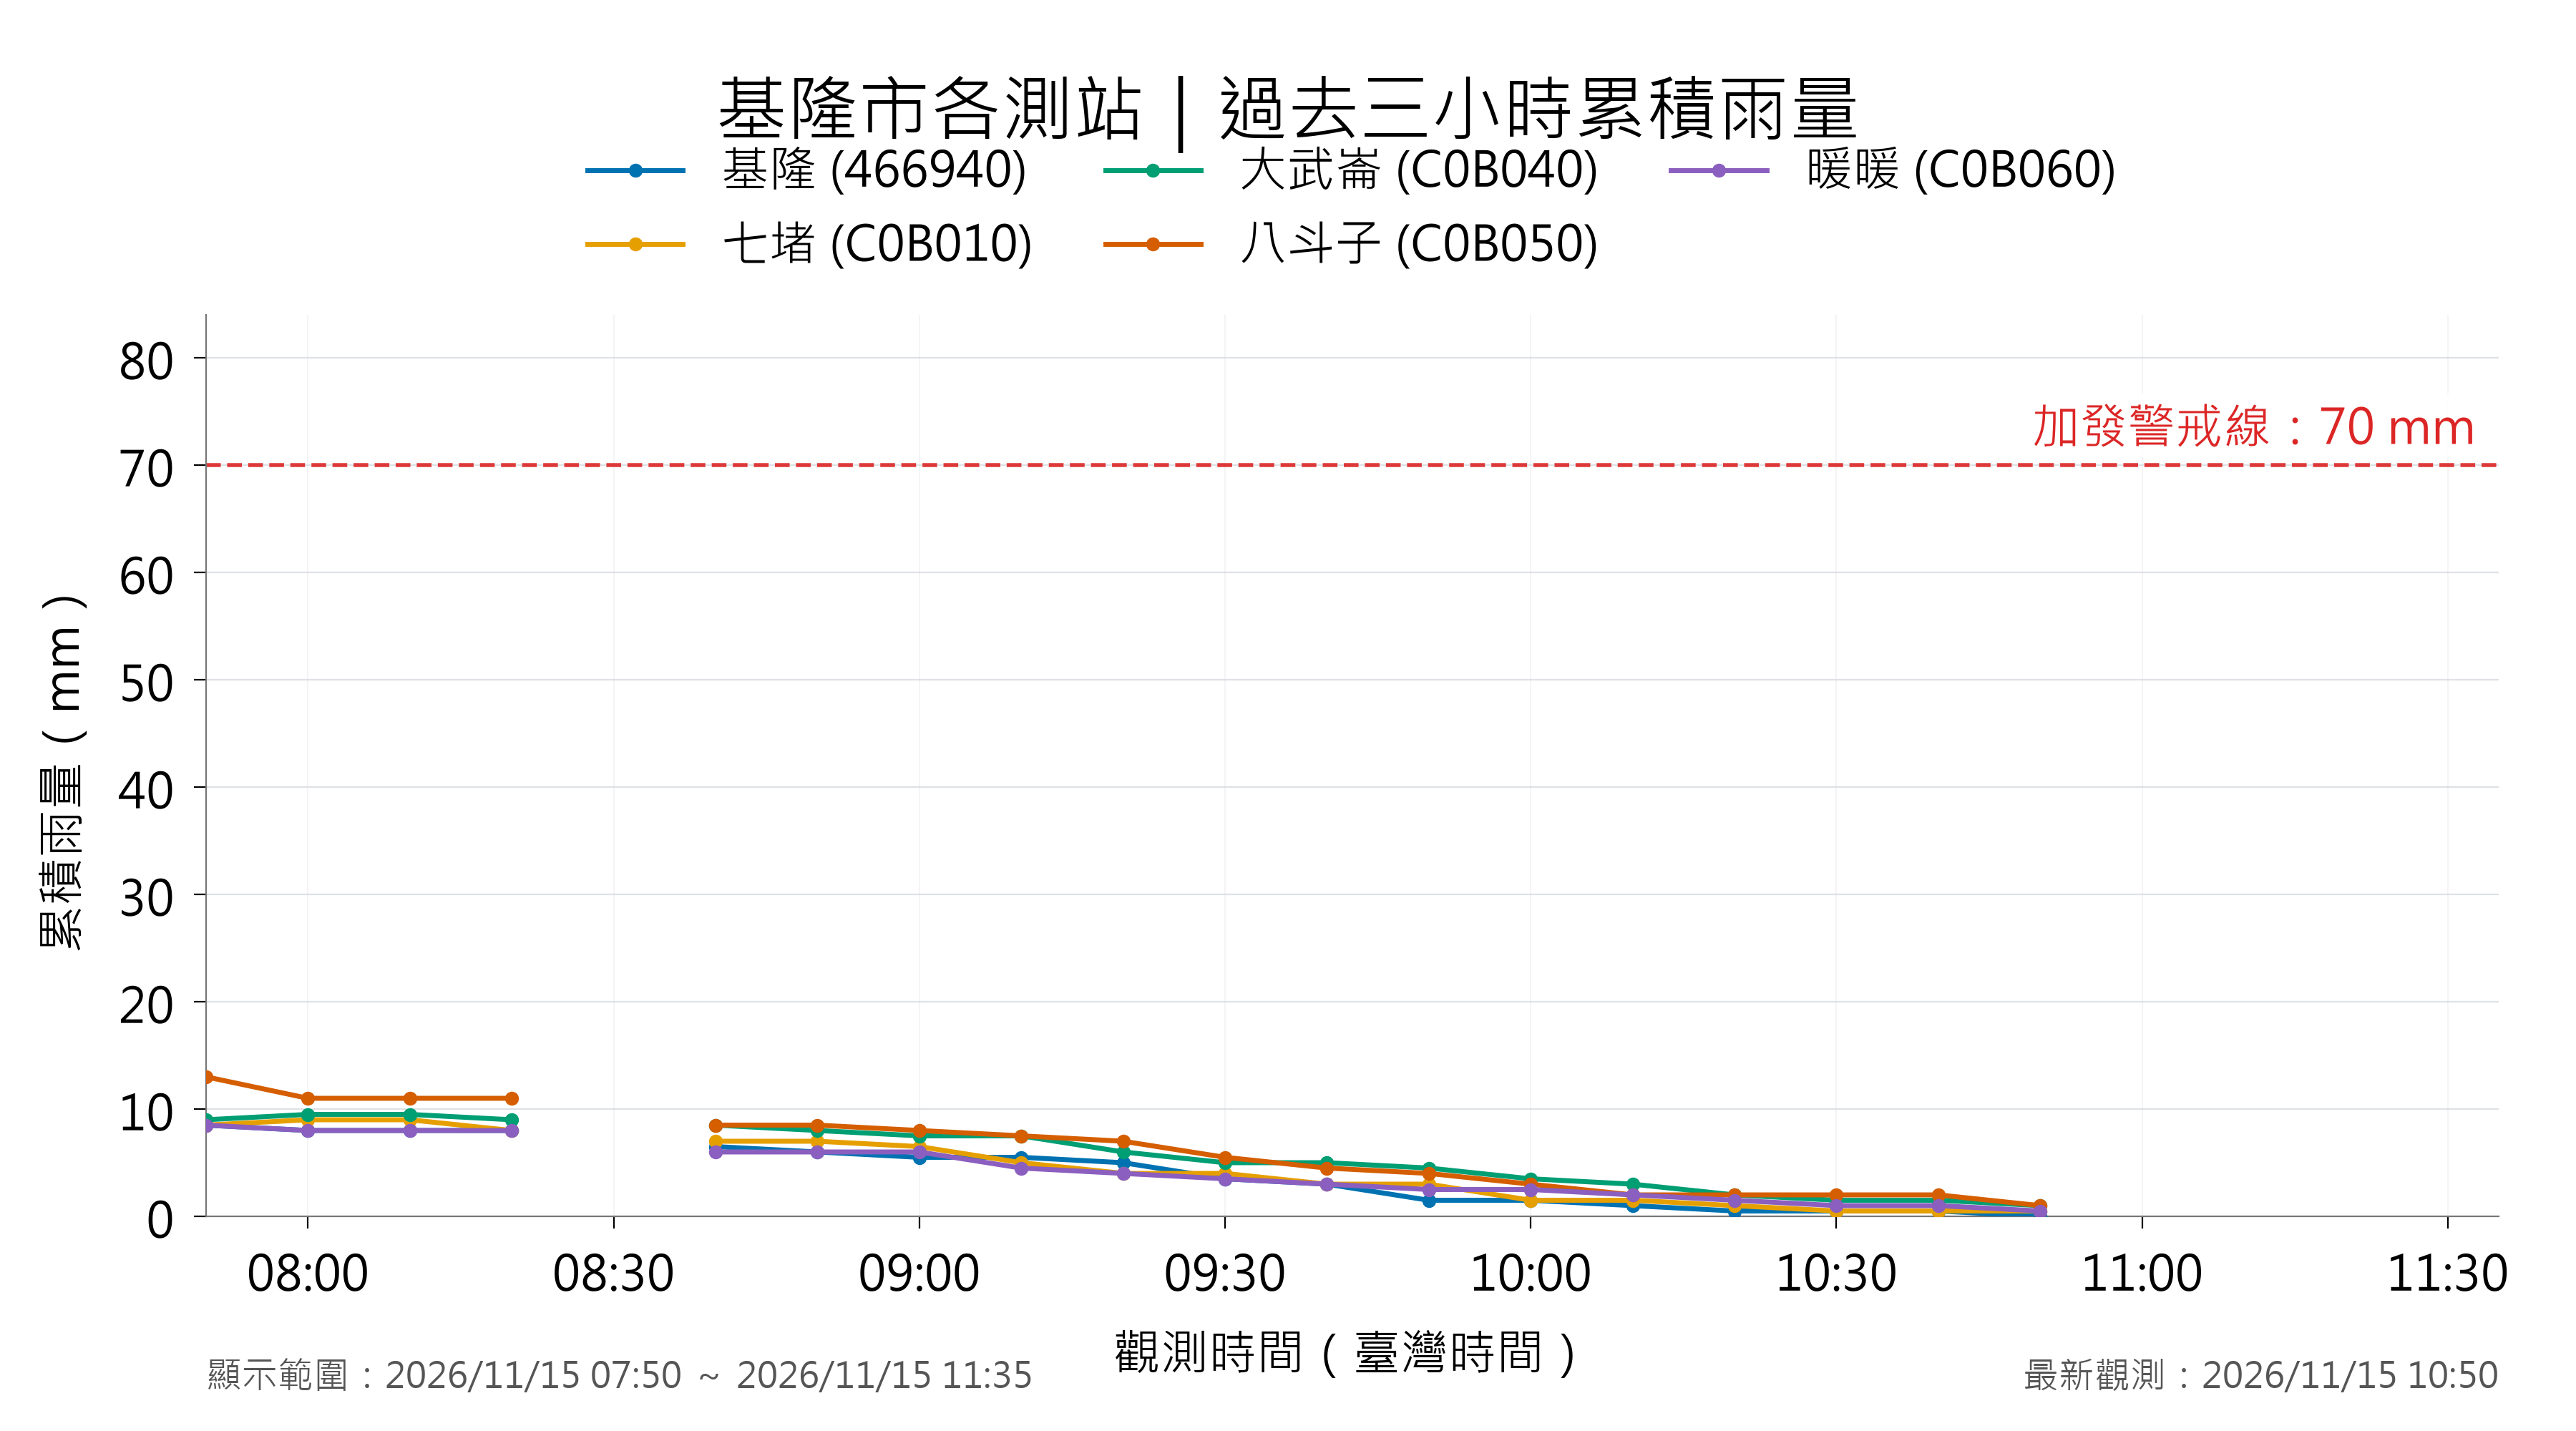 基隆市各測站｜過去三小時累積雨量
基隆 (466940)
大武崙 (C0B040)
暖暖 (C0B060)
七堵 (C0B010)
八斗子 (C0B050)
加發警戒線：70 mm
累積雨量（mm）
80
70
60
50
40
30
20
10
0
08:00
08:30
09:00
09:30
10:00
10:30
11:00
11:30
觀測時間（臺灣時間）
顯示範圍：2026/11/15 07:50 ～ 2026/11/15 11:35
最新觀測：2026/11/15 10:50